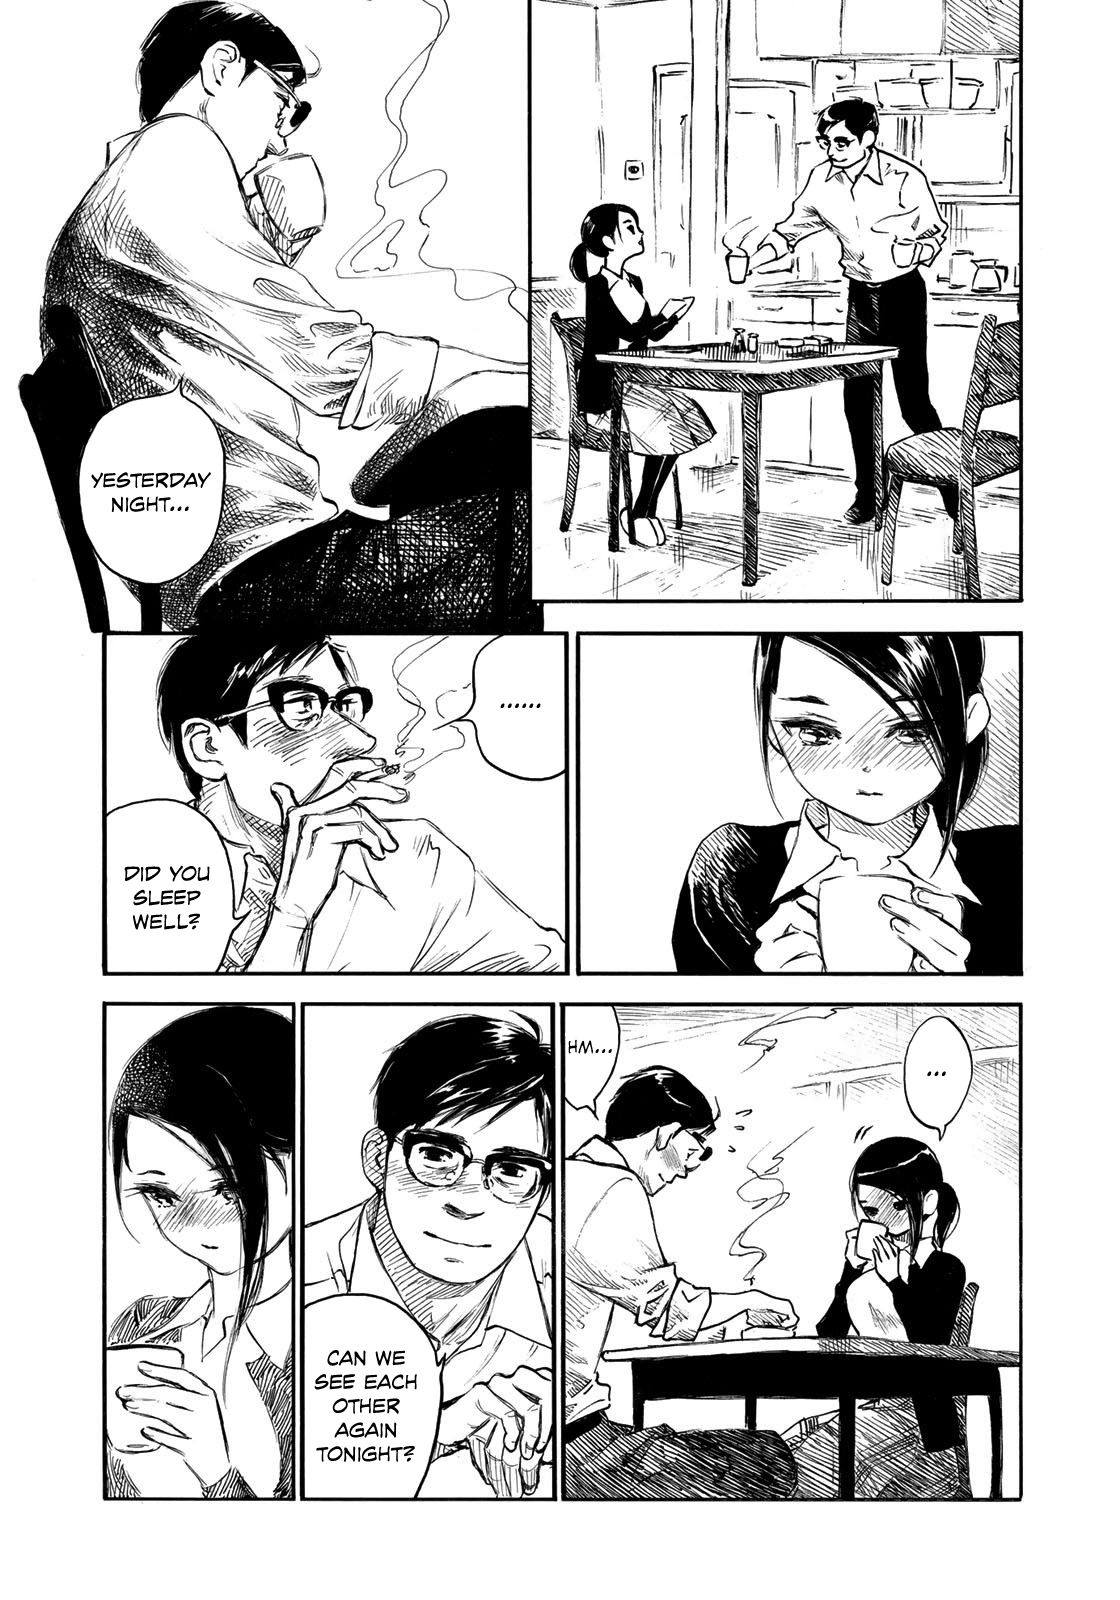 YESTERDAY
NIGHT...
......
DID YOU
SLEEP
WELL?
HM...
...
CAN WE
SEE EACH
OTHER
AGAIN
TONIGHT?